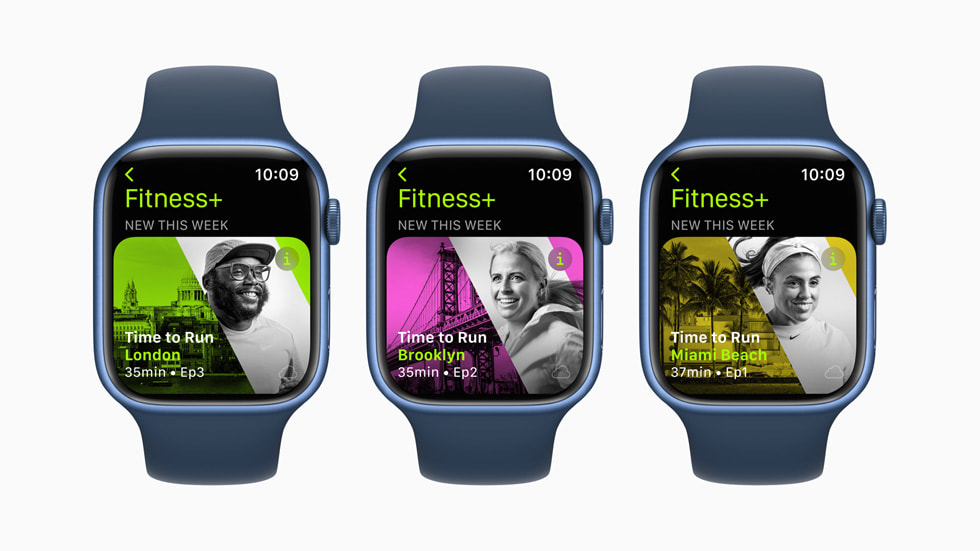 10:09
Fitness+
NEW THIS WEEK
i
Time to Run
London
35min • Ep3
10:09
Fitness+
NEW THIS WEEK
i
Time to Run
Brooklyn
35min • Ep2
10:09
Fitness+
NEW THIS WEEK
i
Time to Run
Miami Beach
37min • Ep1